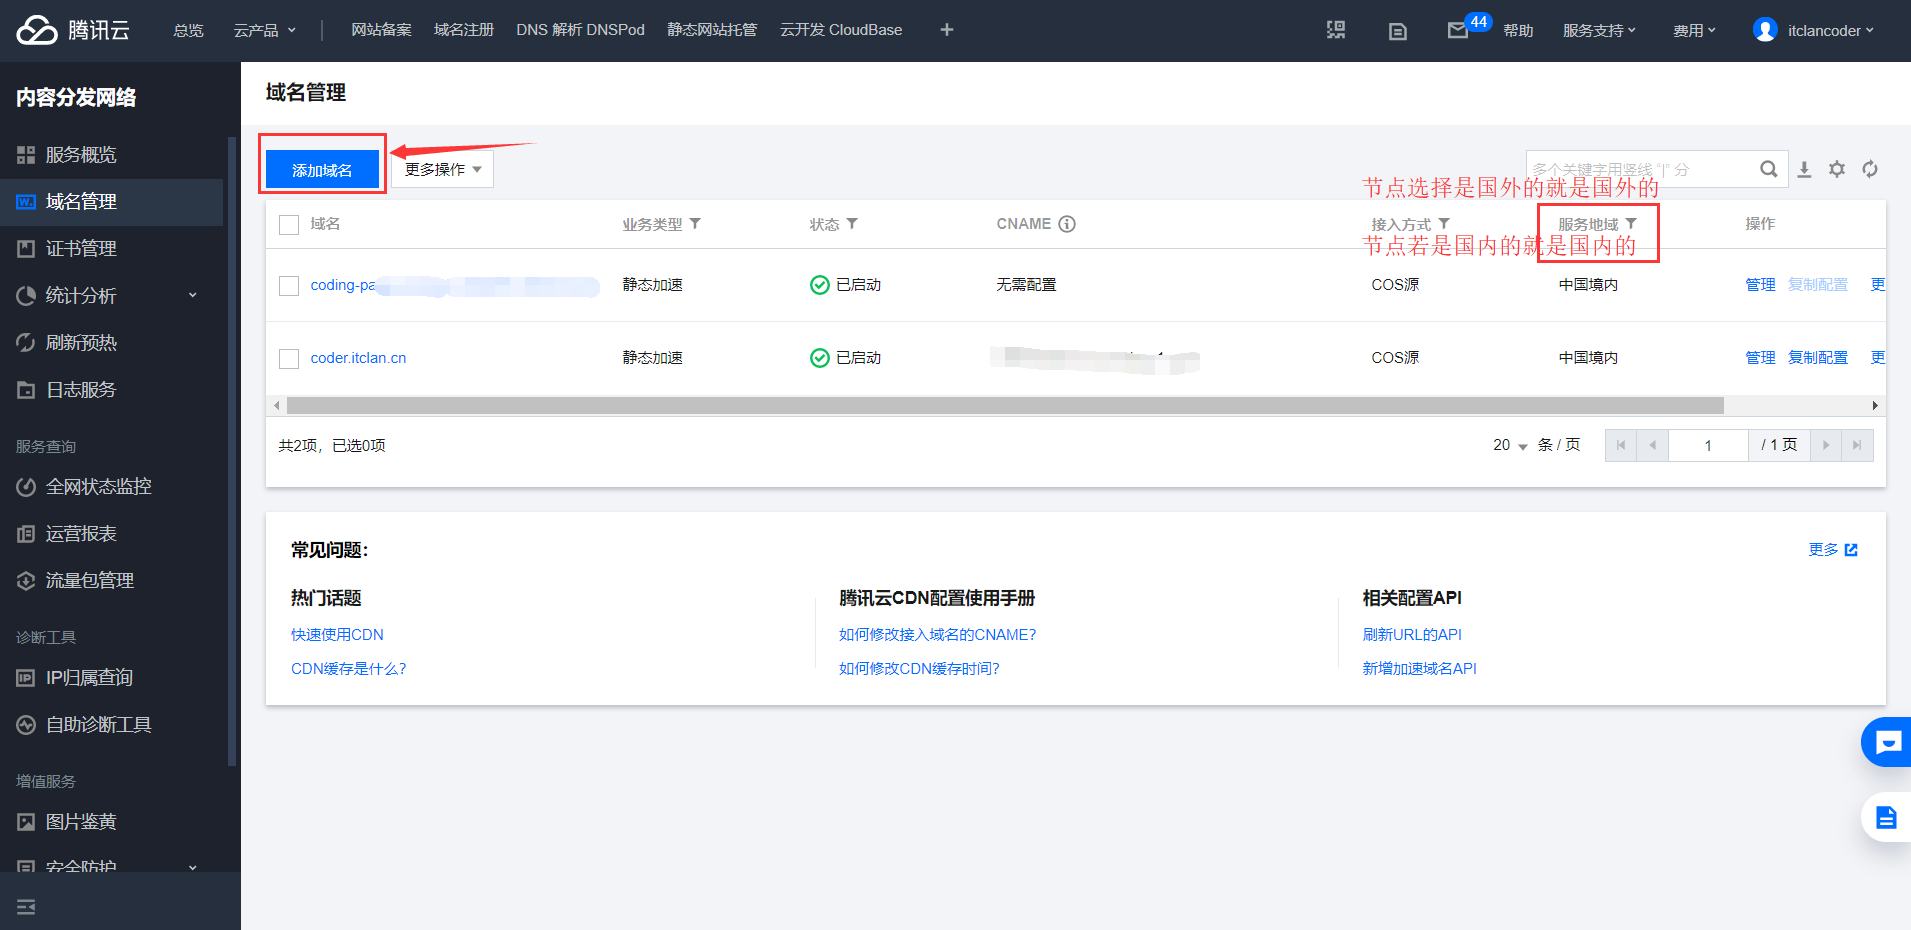 腾讯云 总览 云产品 网站备案 域名注册 DNS 解析 DNSPod 静态网站托管 云开发 CloudBase 44 帮助 服务支持 费用 itclancoder
内容分发网络
服务概览
域名管理
证书管理
统计分析
刷新预热
日志服务
服务查询
全网状态监控
运营报表
流量包管理
诊断工具
IP归属查询
自助诊断工具
增值服务
图片鉴黄
安全防护
域名管理
添加域名 更多操作 多个关键字用竖线 "|" 分
节点选择是国外的就是国外的
域名 业务类型 状态 CNAME 接入方式 服务地域 操作
节点若是国内的就是国内的
coding-pa 静态加速 已启动 无需配置 COS源 中国境内 管理 复制配置 更
coder.itclan.cn 静态加速 已启动 COS源 中国境内 管理 复制配置 更
共2项，已选0项 20 条 / 页 1 / 1 页
常见问题： 更多
热门话题 腾讯云CDN配置使用手册 相关配置API
快速使用CDN 如何修改接入域名的CNAME? 刷新URL的API
CDN缓存是什么? 如何修改CDN缓存时间? 新增加速域名API